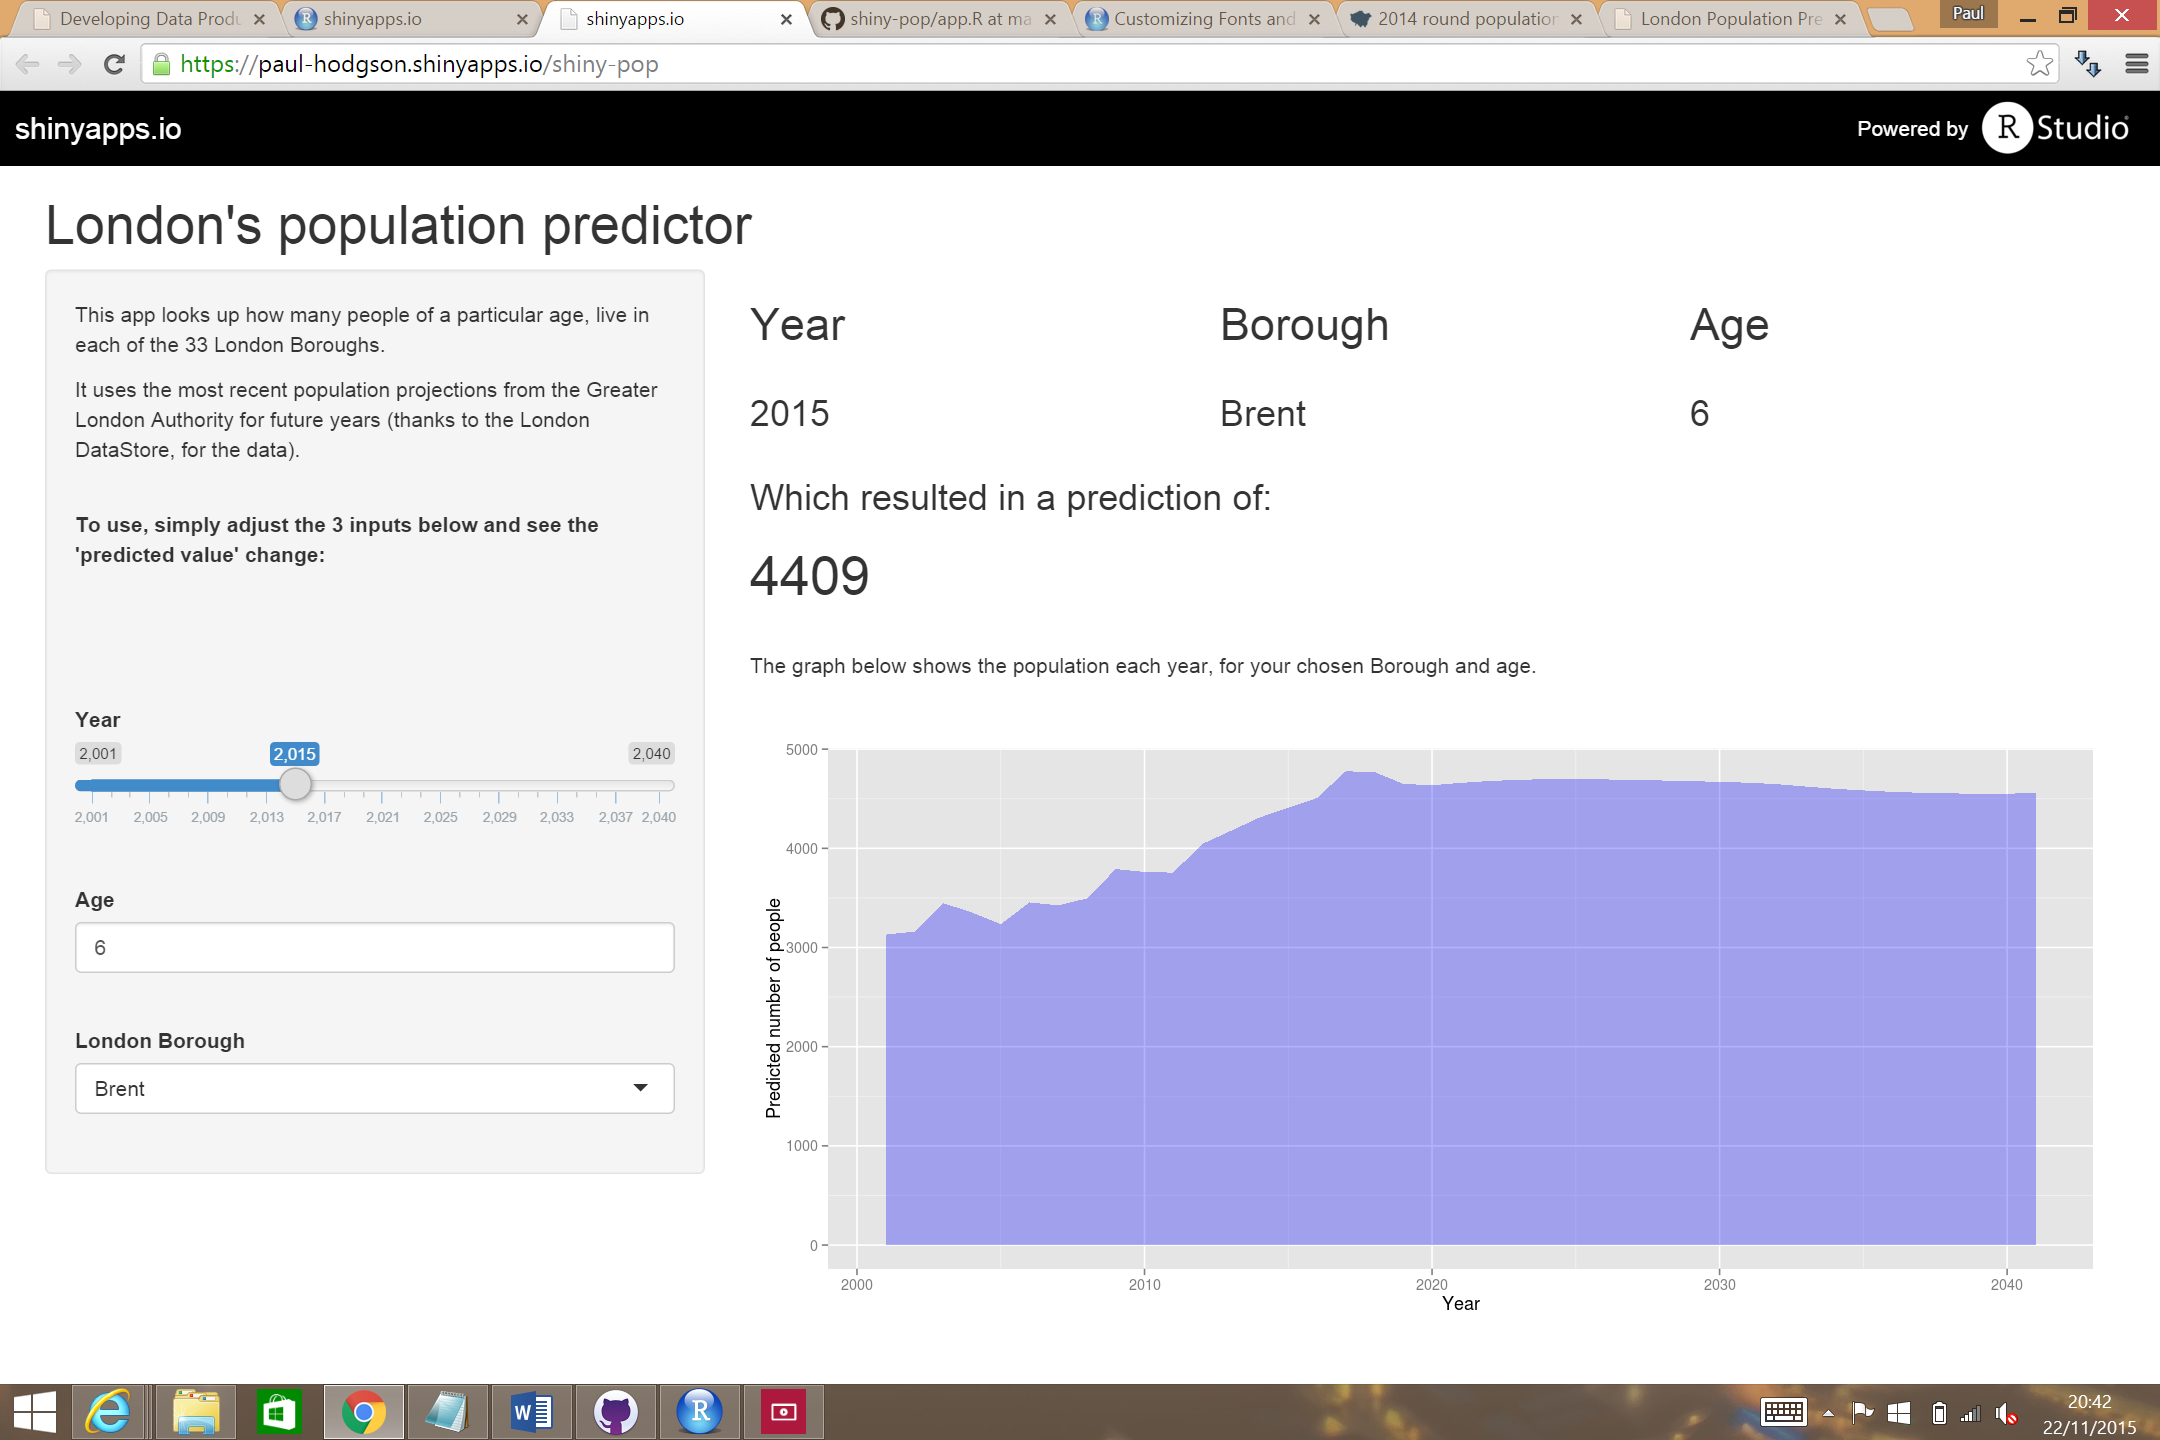 Developing Data Produ
shinyapps.io
shinyapps.io
shiny-pop/app.R at ma
Customizing Fonts and
2014 round population
London Population Pre
Paul
https://paul-hodgson.shinyapps.io/shiny-pop
shinyapps.io
Powered by R Studio
London's population predictor
This app looks up how many people of a particular age, live in
each of the 33 London Boroughs.
It uses the most recent population projections from the Greater
London Authority for future years (thanks to the London
DataStore, for the data).
To use, simply adjust the 3 inputs below and see the
'predicted value' change:
Year
2,001 2,015 2,040
2,001 2,005 2,009 2,013 2,017 2,021 2,025 2,029 2,033 2,037 2,040
Age
6
London Borough
Brent
Year Borough Age
2015 Brent 6
Which resulted in a prediction of:
4409
The graph below shows the population each year, for your chosen Borough and age.
Predicted number of people
5000
4000
3000
2000
1000
0
2000 2010 2020 2030 2040
Year
20:42
22/11/2015